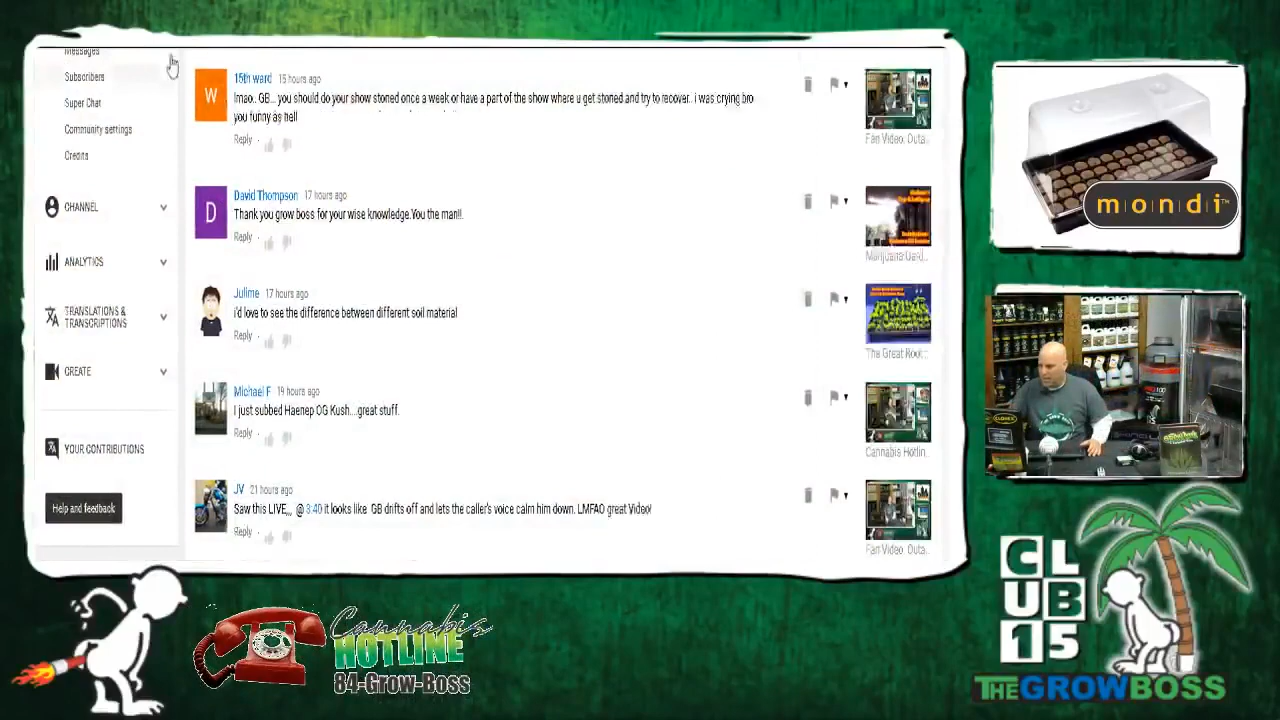 Messages
Subscribers
Super Chat
Community settings
Credits
CHANNEL
ANALYTICS
TRANSLATIONS &
TRANSCRIPTIONS
CREATE
YOUR CONTRIBUTIONS
Help and feedback
W
15th ward 15 hours ago
lmao.. GB... you should do your show stoned once a week or have a part of the show where u get stoned.and try to recover.. i was crying bro
you funny as hell
Reply
Fan Video: Outa..
D
David Thompson 17 hours ago
Thank you grow boss for your wise knowledge.You the man!!.
Reply
Marijuana Gard..
Julime 17 hours ago
i'd love to see the difference between different soil material
Reply
The Great Root..
Michael F 19 hours ago
I just subbed Haenep OG Kush....great stuff.
Reply
Cannabis Hotlin..
JV 21 hours ago
Saw this LIVE,,, @ 3:40 it looks like GB drifts off and lets the caller's voice calm him down. LMFAO great Video!
Reply
Fan Video: Outa..
mondi™
Cannabis
HOTLINE
84-Grow-Boss
CLUB
15
THEGROWBOSS